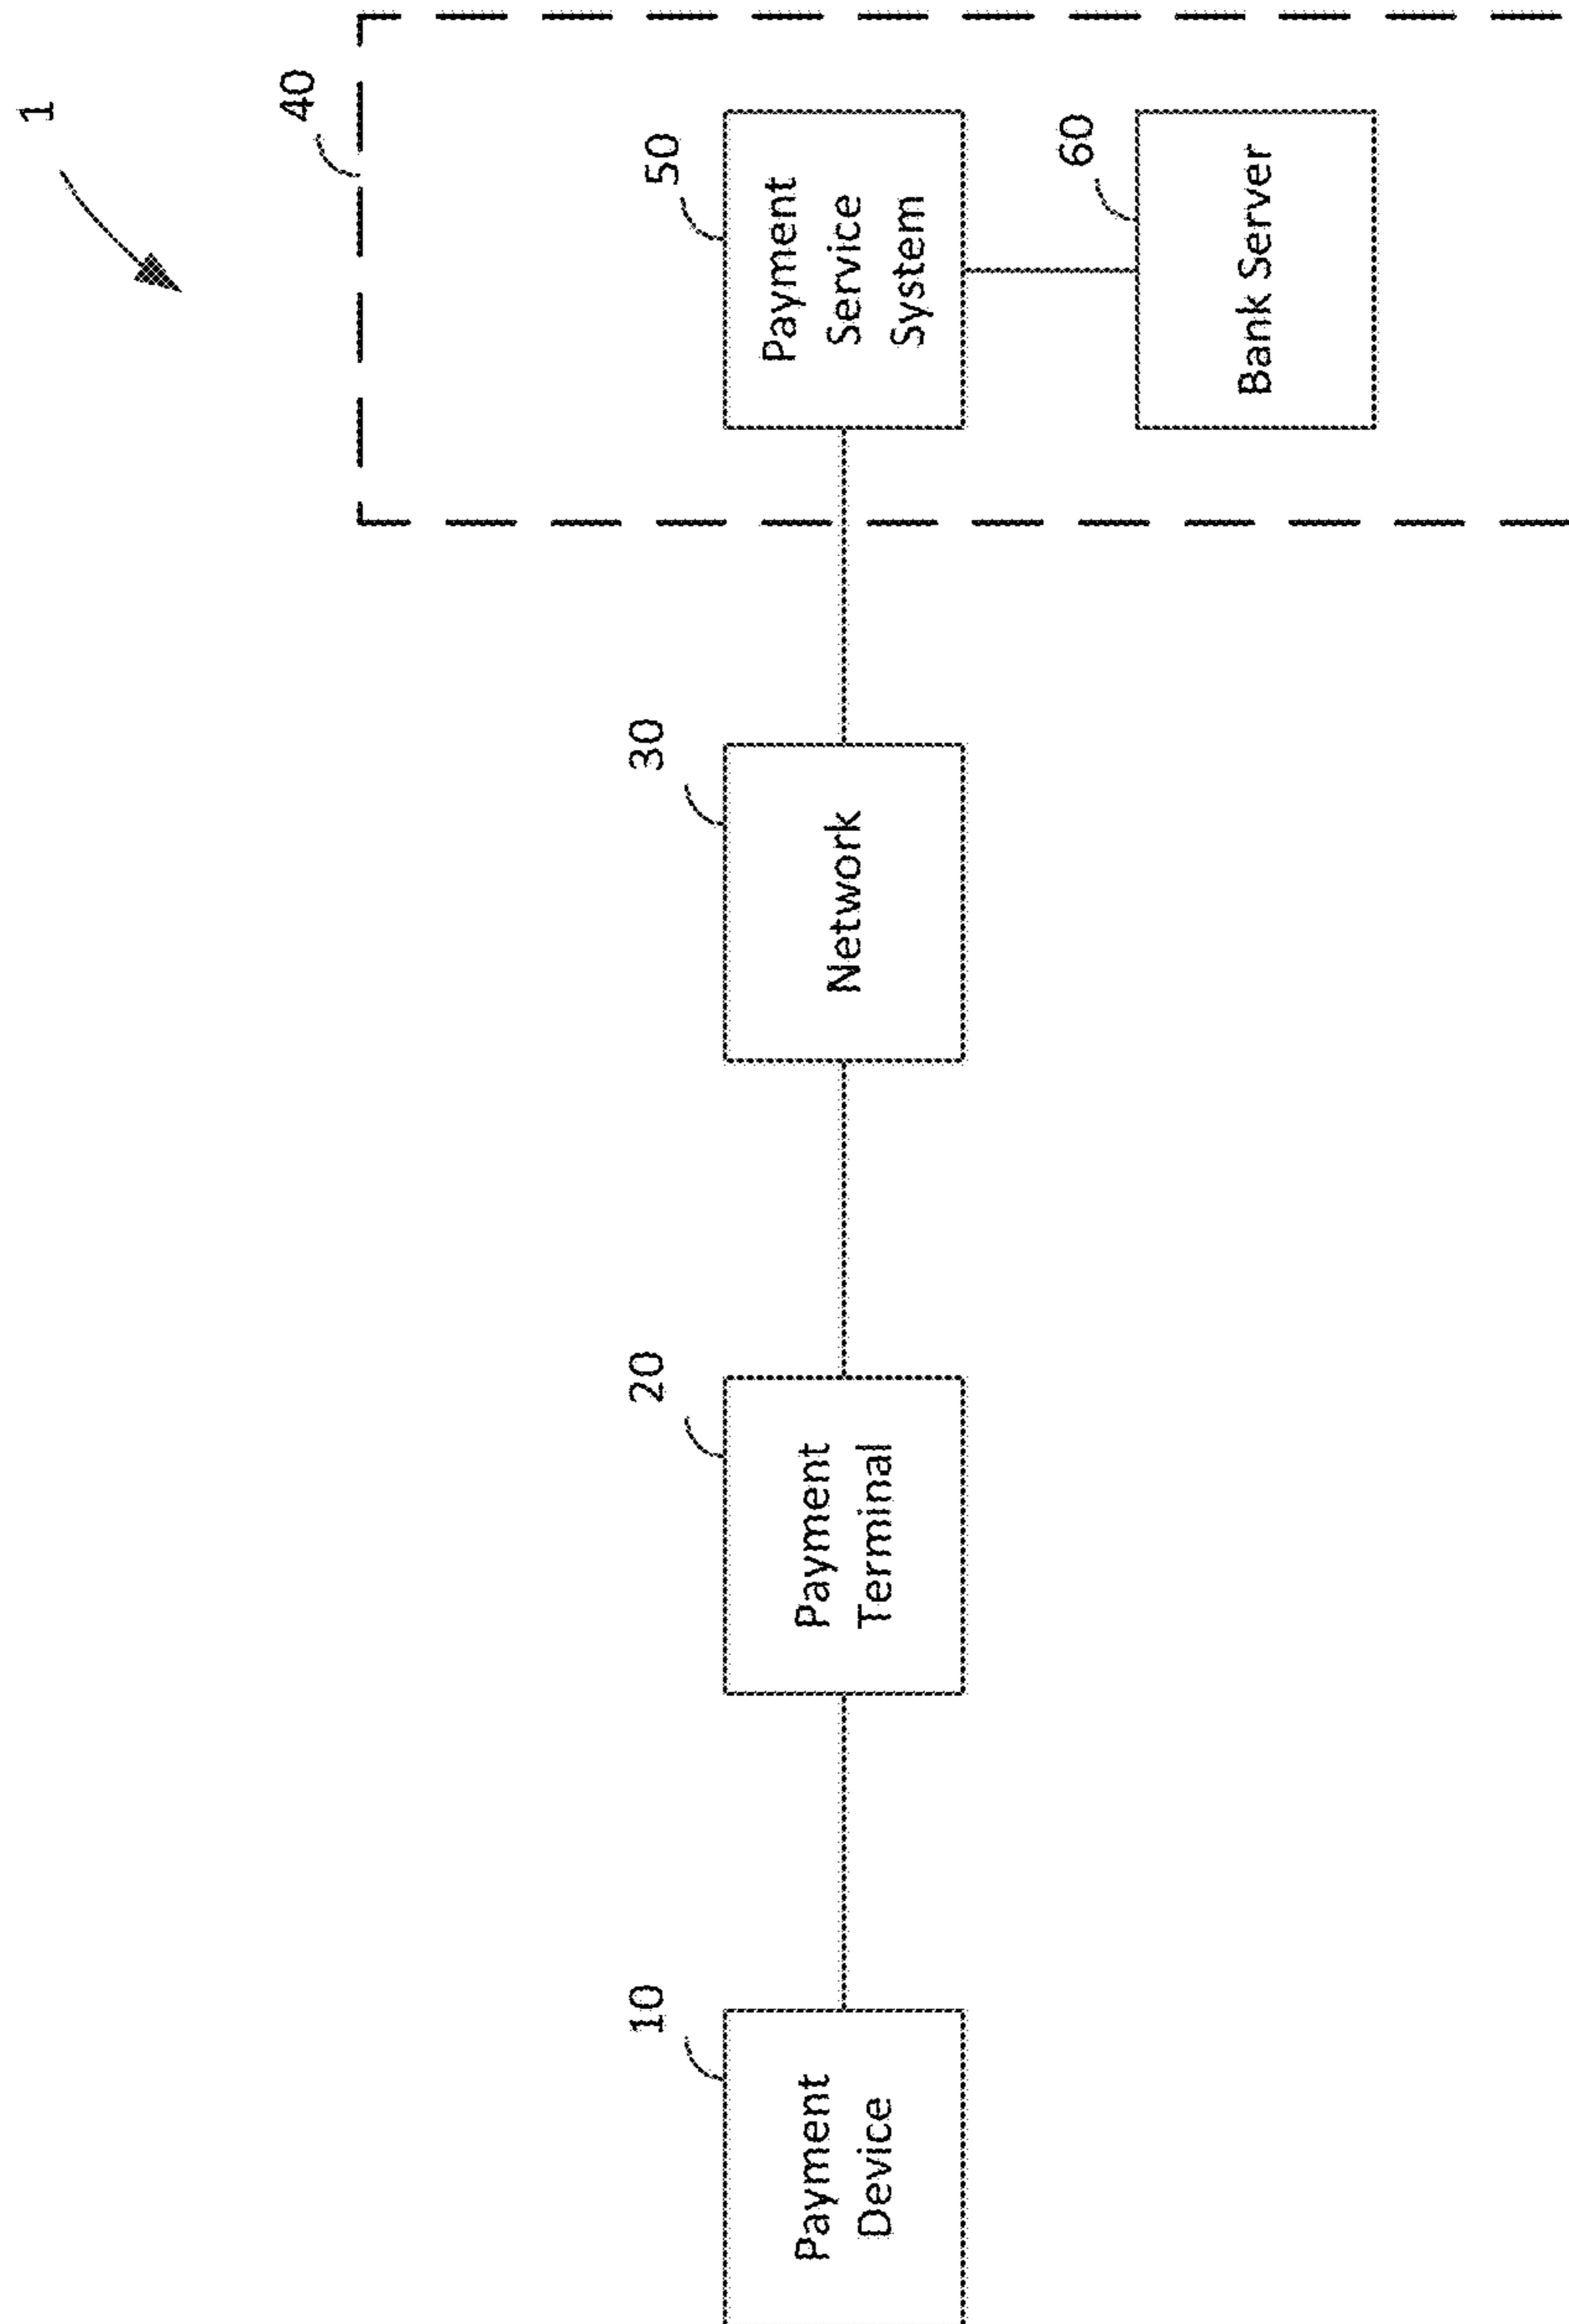 1
40
10
Payment
Device
20
Payment
Terminal
30
Network
50
Payment
Service
System
60
Bank Server